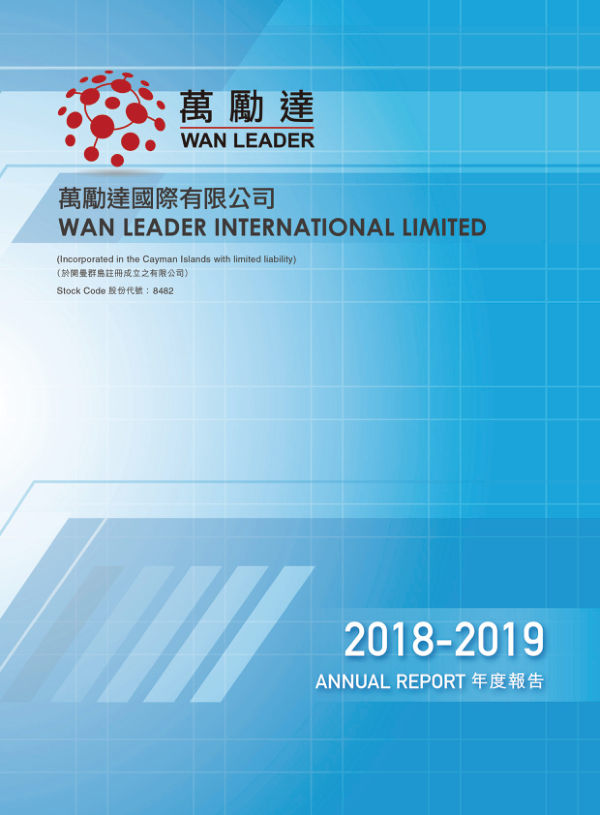 萬勵達
WAN LEADER
萬勵達國際有限公司
WAN LEADER INTERNATIONAL LIMITED
(Incorporated in the Cayman Islands with limited liability)
(於開曼群島註冊成立之有限公司)
Stock Code 股份代號：8482
2018-2019
ANNUAL REPORT 年度報告